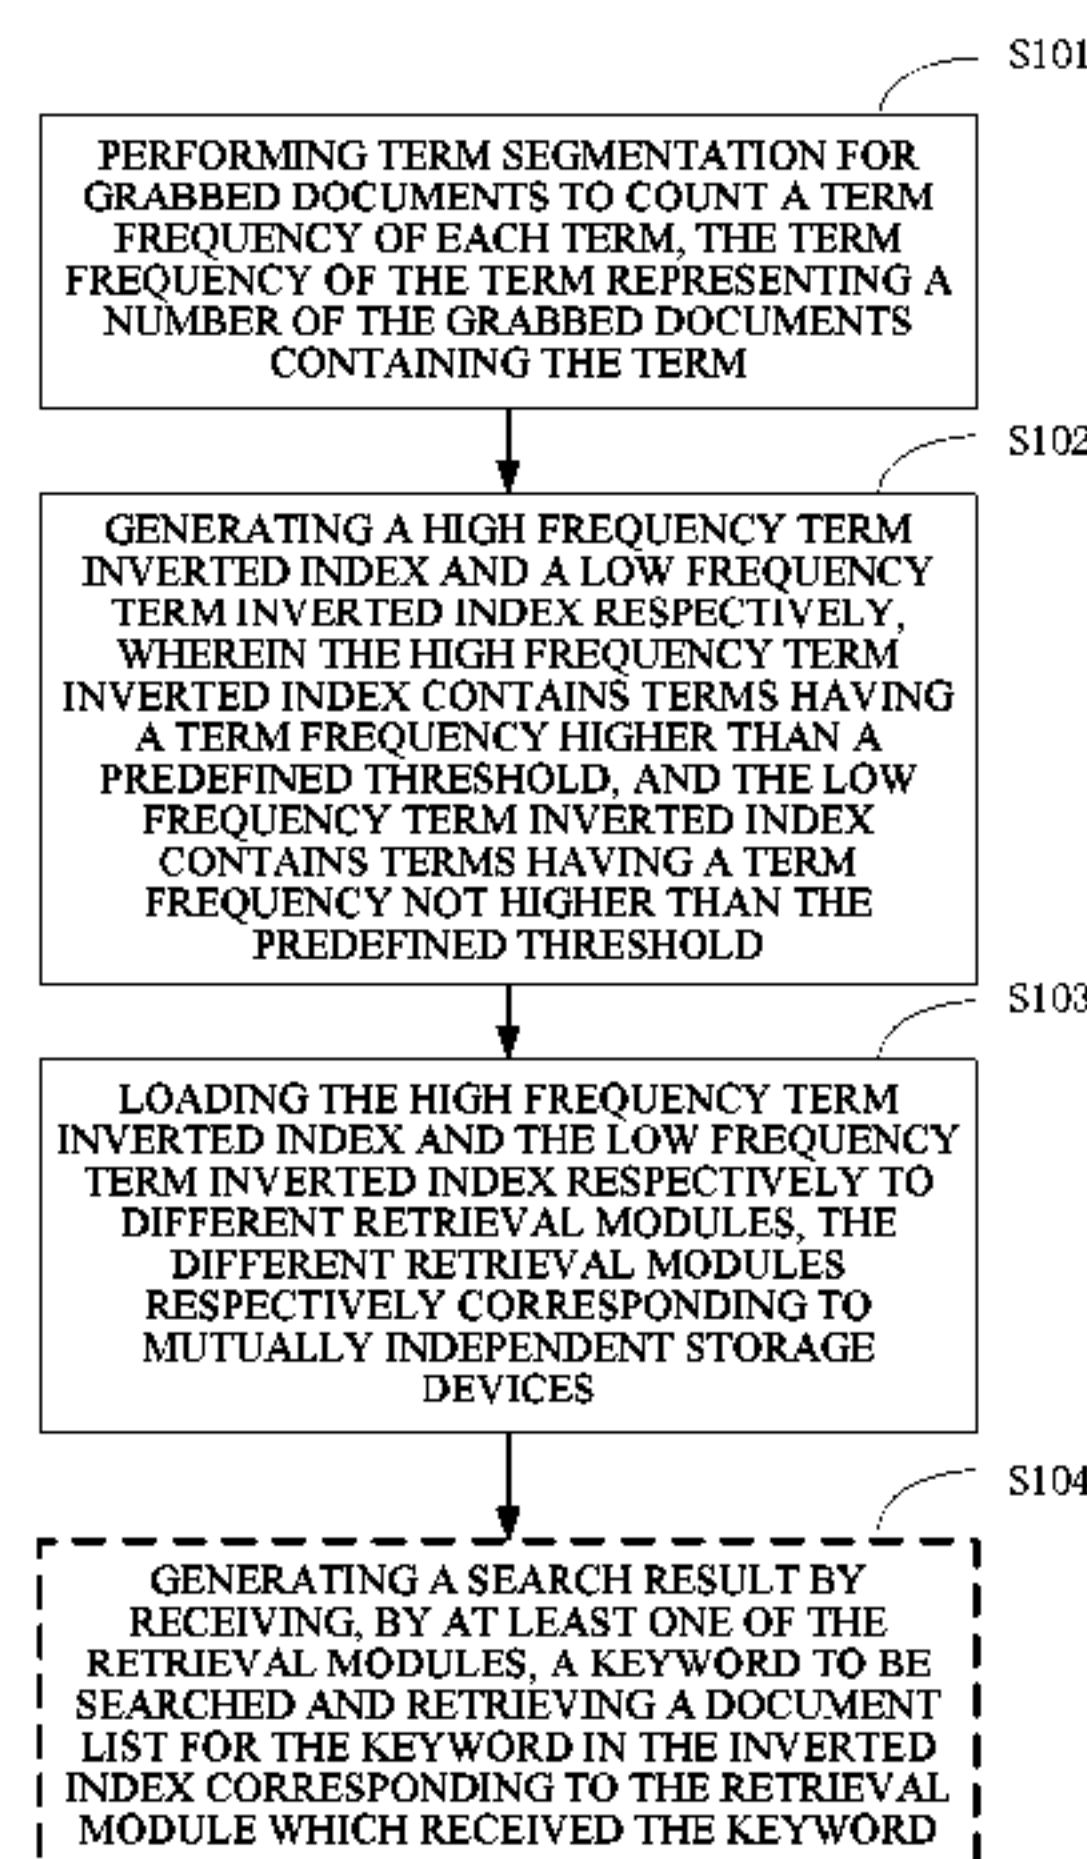 S101
PERFORMING TERM SEGMENTATION FOR
GRABBED DOCUMENTS TO COUNT A TERM
FREQUENCY OF EACH TERM, THE TERM
FREQUENCY OF THE TERM REPRESENTING A
NUMBER OF THE GRABBED DOCUMENTS
CONTAINING THE TERM
S102
GENERATING A HIGH FREQUENCY TERM
INVERTED INDEX AND A LOW FREQUENCY
TERM INVERTED INDEX RESPECTIVELY,
WHEREIN THE HIGH FREQUENCY TERM
INVERTED INDEX CONTAINS TERMS HAVING
A TERM FREQUENCY HIGHER THAN A
PREDEFINED THRESHOLD, AND THE LOW
FREQUENCY TERM INVERTED INDEX
CONTAINS TERMS HAVING A TERM
FREQUENCY NOT HIGHER THAN THE
PREDEFINED THRESHOLD
S103
LOADING THE HIGH FREQUENCY TERM
INVERTED INDEX AND THE LOW FREQUENCY
TERM INVERTED INDEX RESPECTIVELY TO
DIFFERENT RETRIEVAL MODULES, THE
DIFFERENT RETRIEVAL MODULES
RESPECTIVELY CORRESPONDING TO
MUTUALLY INDEPENDENT STORAGE
DEVICES
S104
GENERATING A SEARCH RESULT BY
RECEIVING, BY AT LEAST ONE OF THE
RETRIEVAL MODULES, A KEYWORD TO BE
SEARCHED AND RETRIEVING A DOCUMENT
LIST FOR THE KEYWORD IN THE INVERTED
INDEX CORRESPONDING TO THE RETRIEVAL
MODULE WHICH RECEIVED THE KEYWORD